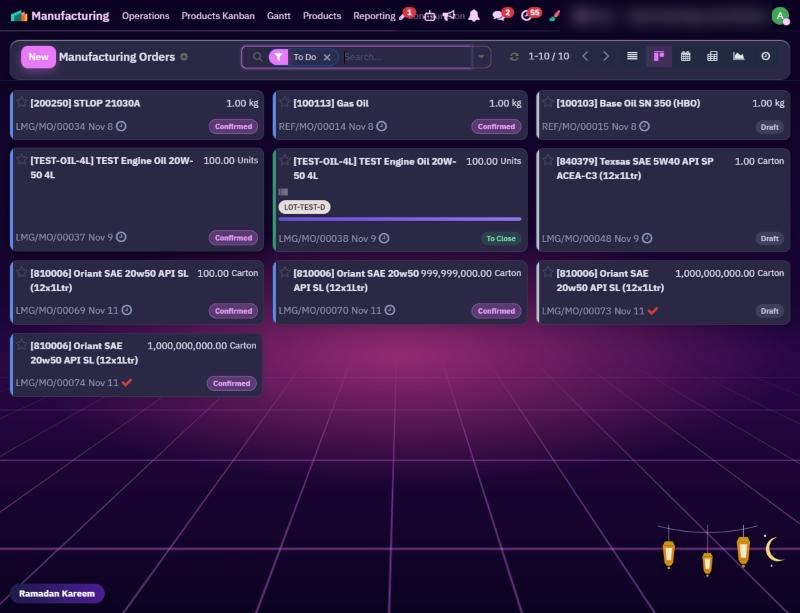 Manufacturing Operations Products Kanban Gantt Products Reporting 1 2 55 A
New Manufacturing Orders To Do Search... 1-10 / 10
[200250] STLOP 21030A 1.00 kg
LMG/MO/00034 Nov 8 Confirmed
[100113] Gas Oil 1.00 kg
REF/MO/00014 Nov 8 Confirmed
[100103] Base Oil SN 350 (HBO) 1.00 kg
REF/MO/00015 Nov 8 Draft
[TEST-OIL-4L] TEST Engine Oil 20W- 100.00 Units
50 4L
LMG/MO/00037 Nov 9 Confirmed
[TEST-OIL-4L] TEST Engine Oil 20W- 100.00 Units
50 4L
LOT-TEST-D
LMG/MO/00038 Nov 9 To Close
[840379] Texsas SAE 5W40 API SP 1.00 Carton
ACEA-C3 (12x1Ltr)
LMG/MO/00048 Nov 9 Draft
[810006] Oriant SAE 20w50 API SL 100.00 Carton
(12x1Ltr)
LMG/MO/00069 Nov 11 Confirmed
[810006] Oriant SAE 20w50 999,999,000.00 Carton
API SL (12x1Ltr)
LMG/MO/00070 Nov 11 Confirmed
[810006] Oriant SAE 1,000,000,000.00 Carton
20w50 API SL (12x1Ltr)
LMG/MO/00073 Nov 11 Draft
[810006] Oriant SAE 1,000,000,000.00 Carton
20w50 API SL (12x1Ltr)
LMG/MO/00074 Nov 11 Confirmed
Ramadan Kareem